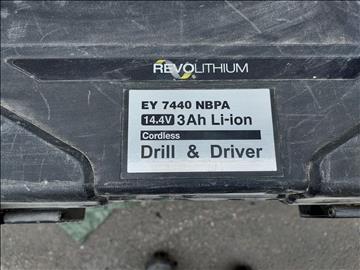 REVOLITHIUM
EY 7440 NBPA
14.4V 3Ah Li-ion
Cordless
Drill & Driver